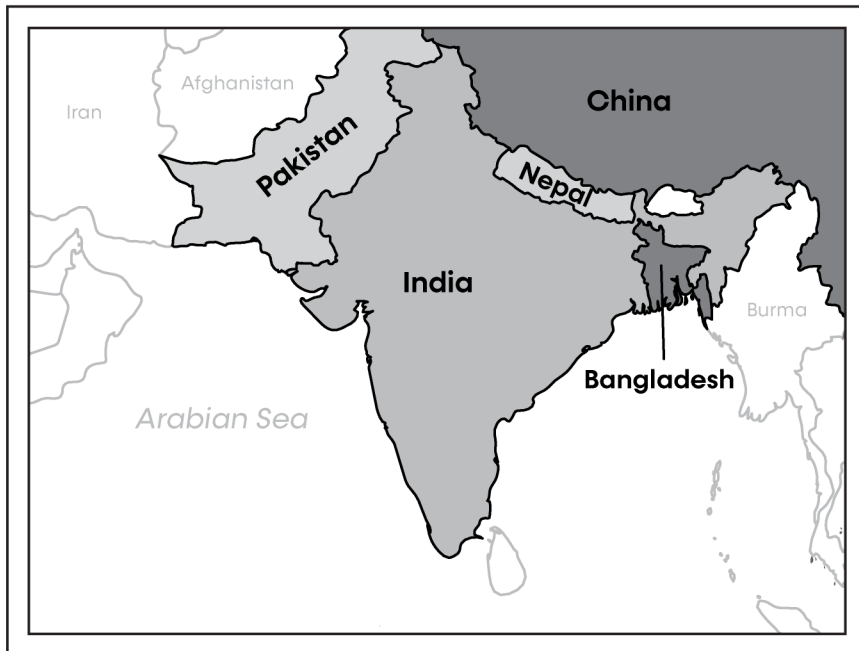 China
Afghanistan
Iran
Pakistan
Nepal
India
Burma
Bangladesh
Arabian Sea